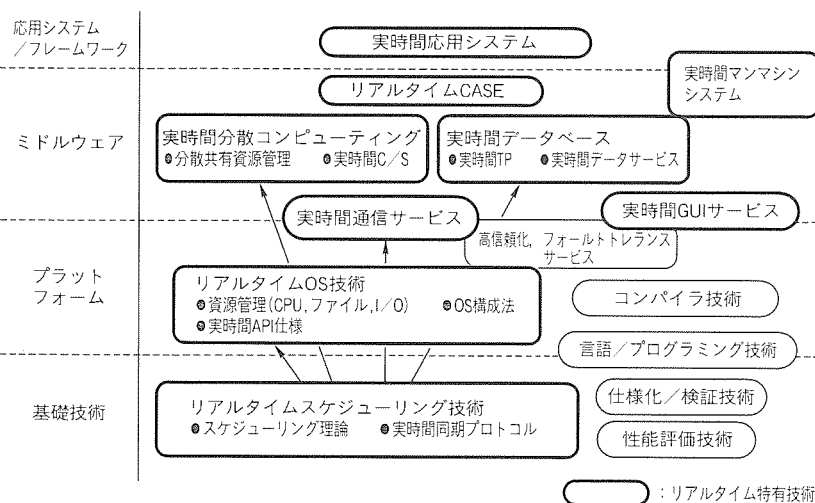 応用システム
／フレームワーク
実時間応用システム
実時間マンマシン
システム
リアルタイムCASE
ミドルウェア
実時間分散コンピューティング
●分散共有資源管理　●実時間C／S
実時間データベース
●実時間TP　●実時間データサービス
実時間通信サービス
実時間GUIサービス
高信頼化，フォールトトレランス
サービス
プラット
フォーム
リアルタイムOS技術
●資源管理(CPU,ファイル,I／O)　●OS構成法
●実時間API仕様
コンパイラ技術
言語／プログラミング技術
基礎技術
リアルタイムスケジューリング技術
●スケジューリング理論　●実時間同期プロトコル
仕様化／検証技術
性能評価技術
：リアルタイム特有技術